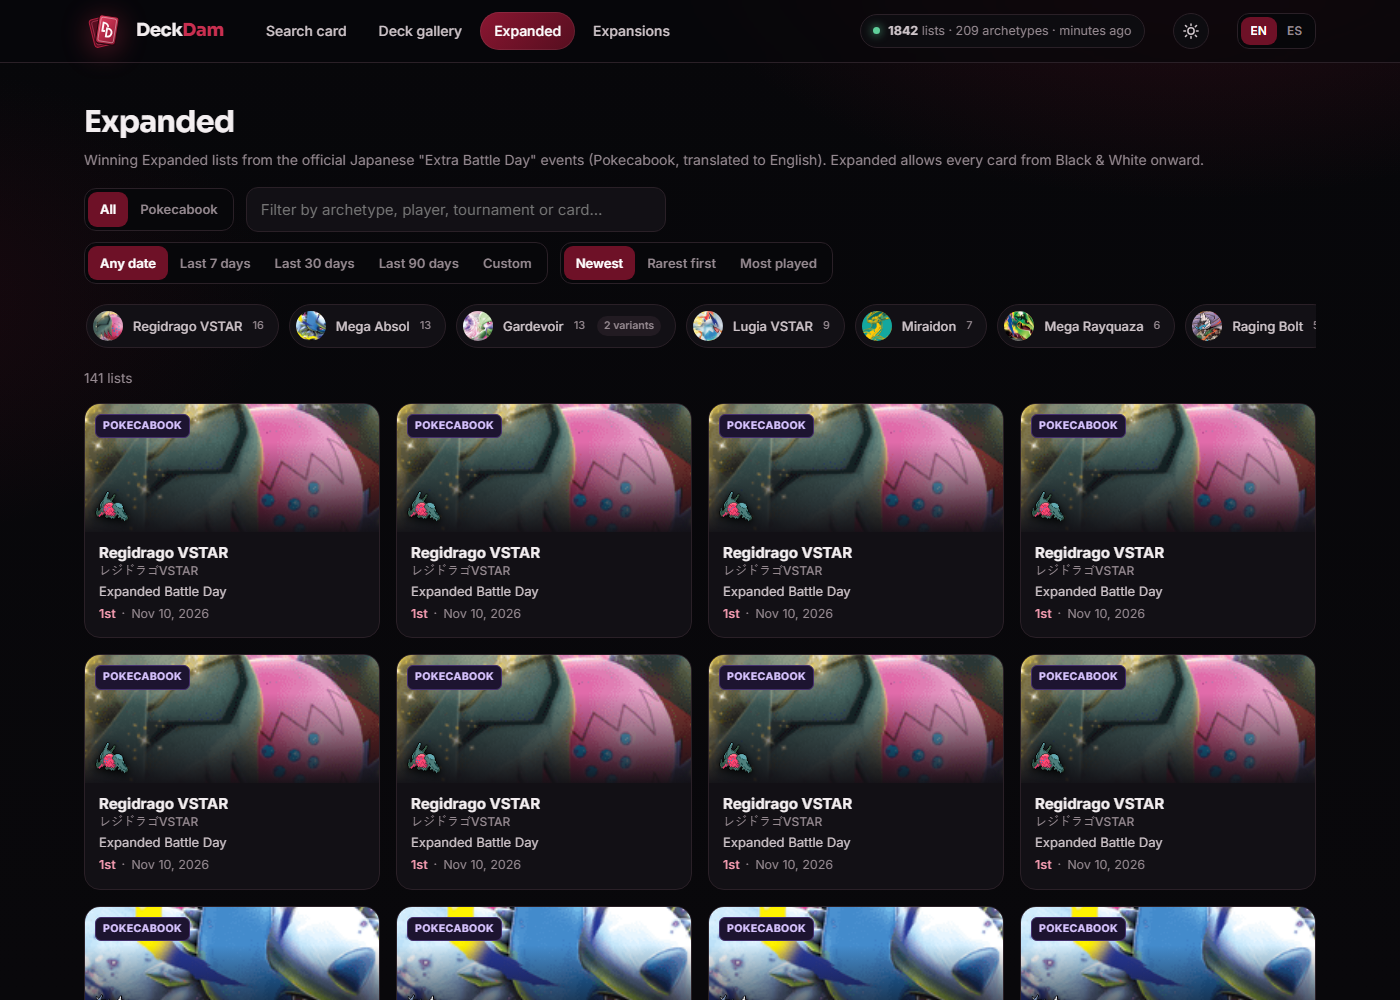 DeckDam
Search card
Deck gallery
Expanded
Expansions
1842 lists · 209 archetypes · minutes ago
EN
ES
Expanded
Winning Expanded lists from the official Japanese "Extra Battle Day" events (Pokecabook, translated to English). Expanded allows every card from Black & White onward.
All
Pokecabook
Filter by archetype, player, tournament or card...
Any date
Last 7 days
Last 30 days
Last 90 days
Custom
Newest
Rarest first
Most played
Regidrago VSTAR 16
Mega Absol 13
Gardevoir 13 2 variants
Lugia VSTAR 9
Miraidon 7
Mega Rayquaza 6
Raging Bolt
141 lists
POKECABOOK
Regidrago VSTAR
レジドラゴVSTAR
Expanded Battle Day
1st · Nov 10, 2026
POKECABOOK
Regidrago VSTAR
レジドラゴVSTAR
Expanded Battle Day
1st · Nov 10, 2026
POKECABOOK
Regidrago VSTAR
レジドラゴVSTAR
Expanded Battle Day
1st · Nov 10, 2026
POKECABOOK
Regidrago VSTAR
レジドラゴVSTAR
Expanded Battle Day
1st · Nov 10, 2026
POKECABOOK
Regidrago VSTAR
レジドラゴVSTAR
Expanded Battle Day
1st · Nov 10, 2026
POKECABOOK
Regidrago VSTAR
レジドラゴVSTAR
Expanded Battle Day
1st · Nov 10, 2026
POKECABOOK
Regidrago VSTAR
レジドラゴVSTAR
Expanded Battle Day
1st · Nov 10, 2026
POKECABOOK
Regidrago VSTAR
レジドラゴVSTAR
Expanded Battle Day
1st · Nov 10, 2026
POKECABOOK
POKECABOOK
POKECABOOK
POKECABOOK